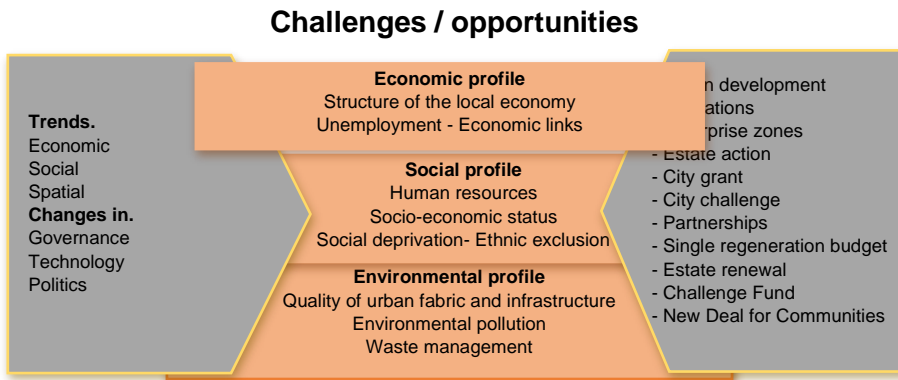 Challenges / opportunities
Trends.
Economic
Social
Spatial
Changes in.
Governance
Technology
Politics
Economic profile
Structure of the local economy
Unemployment - Economic links
Social profile
Human resources
Socio-economic status
Social deprivation- Ethnic exclusion
Environmental profile
Quality of urban fabric and infrastructure
Environmental pollution
Waste management
development
zones
- Estate action
- City grant
- City challenge
- Partnerships
- Single regeneration budget
- Estate renewal
- Challenge Fund
- New Deal for Communities